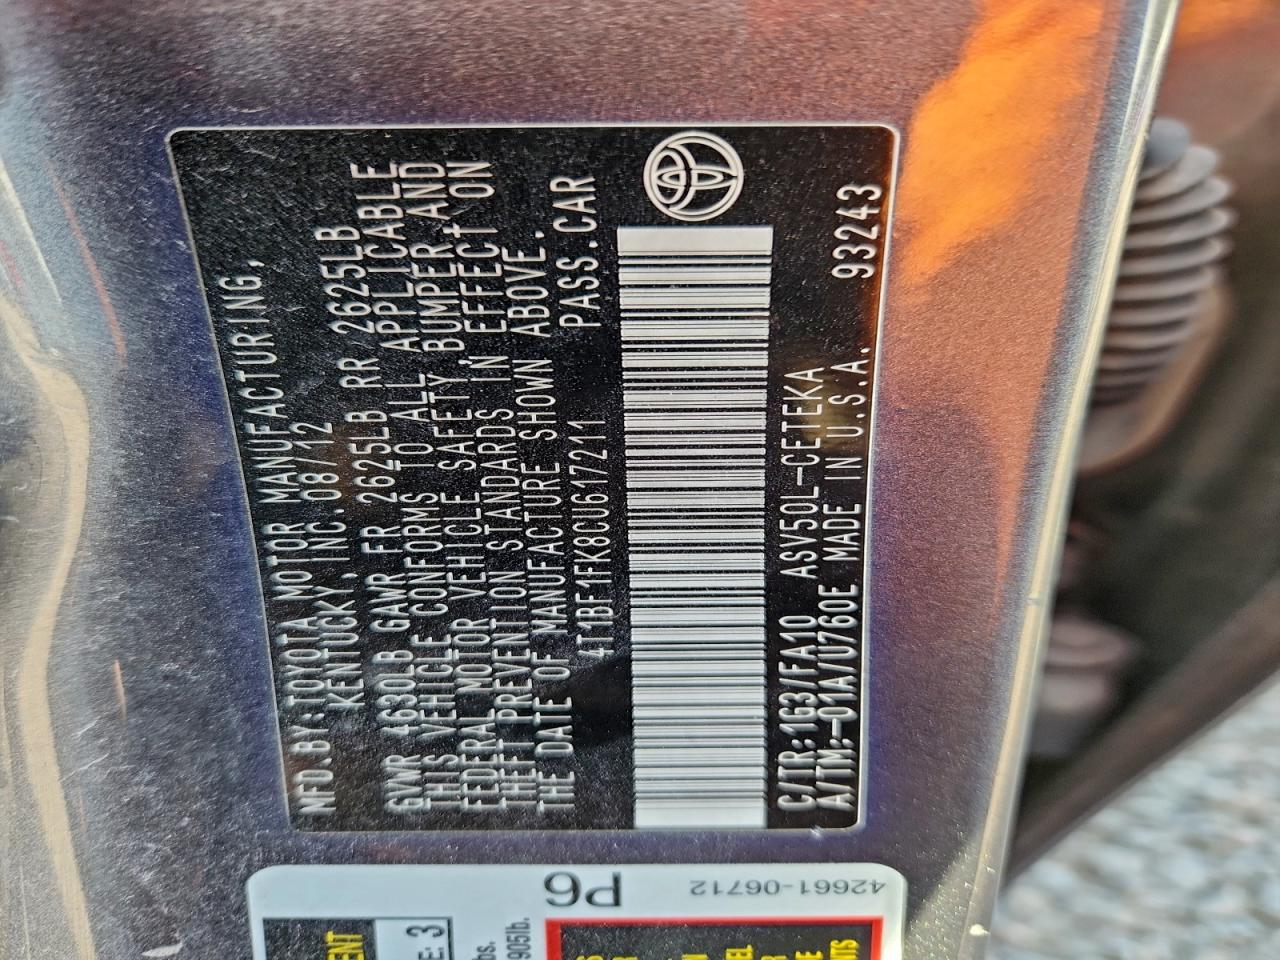 MFD.BY:TOYOTA MOTOR MANUFACTURING,
KENTUCKY,INC.08/12
GVWR 4630LB GAWR FR 2625LB RR 2625LB
THIS VEHICLE CONFORMS TO ALL APPLICABLE
FEDERAL MOTOR VEHICLE SAFETY, BUMPER AND
THEFT PREVENTION STANDARDS IN EFFECT ON
THE DATE OF MANUFACTURE SHOWN ABOVE.
4T1BF1FK8CU617211 PASS.CAR
C/TR:1G3/FA10 ASV50L-CETEKA
A/TM:-01A/U760E MADE IN U.S.A. 93243
P6
42661-06712
E: 3
905lb.